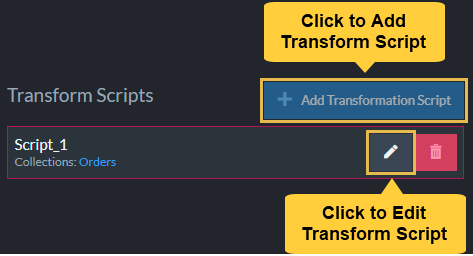 Click to Add
Transform Script
Transform Scripts
Add Transformation Script
Script_1
Collections: Orders
Click to Edit
Transform Script